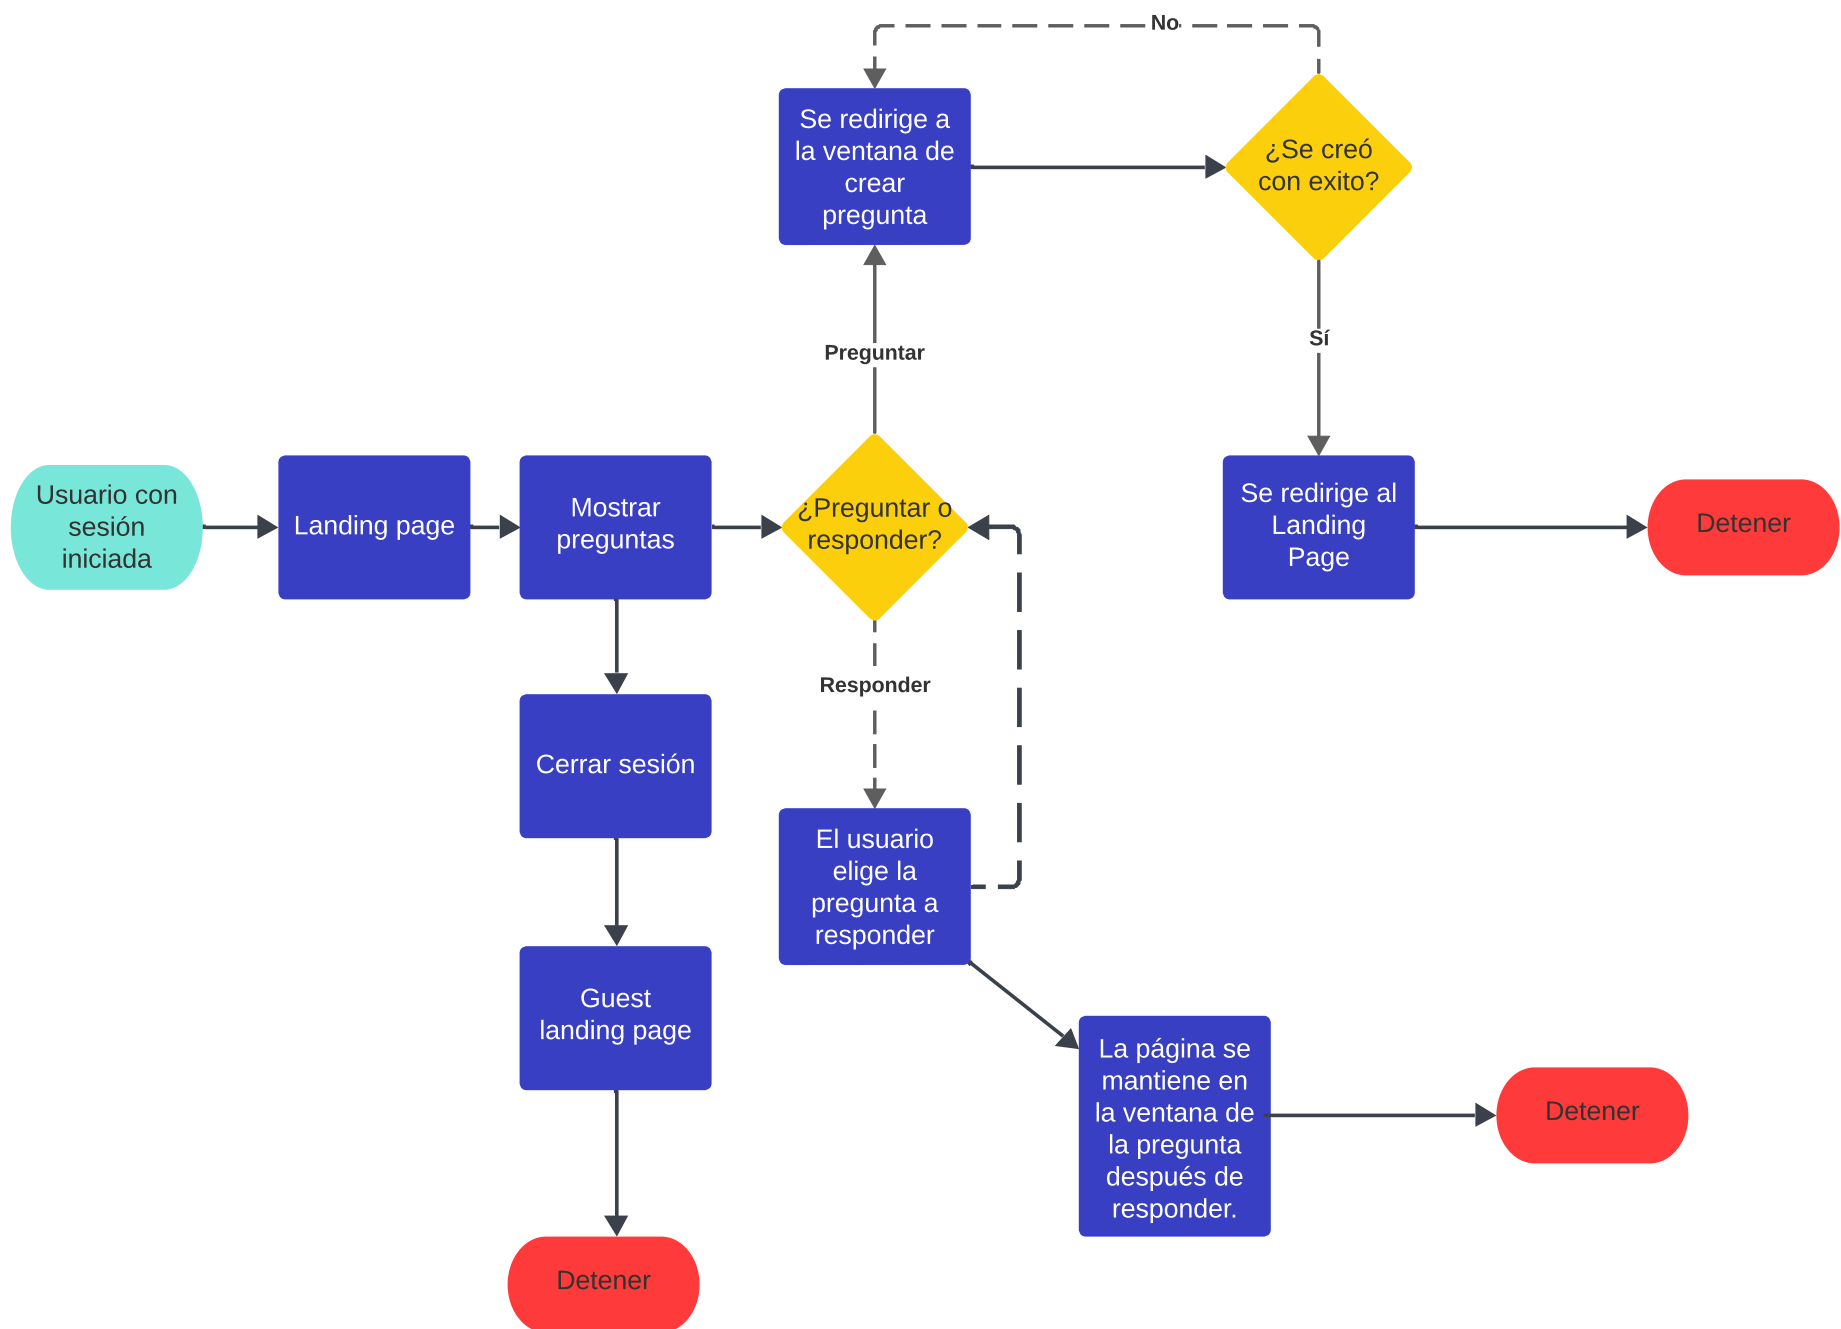 No
Se redirige a
la ventana de
crear
pregunta
¿Se creó
con exito?
Preguntar
Sí
Usuario con
sesión
iniciada
Landing page
Mostrar
preguntas
¿Preguntar o
responder?
Se redirige al
Landing
Page
Detener
Responder
Cerrar sesión
El usuario
elige la
pregunta a
responder
Guest
landing page
La página se
mantiene en
la ventana de
la pregunta
después de
responder.
Detener
Detener